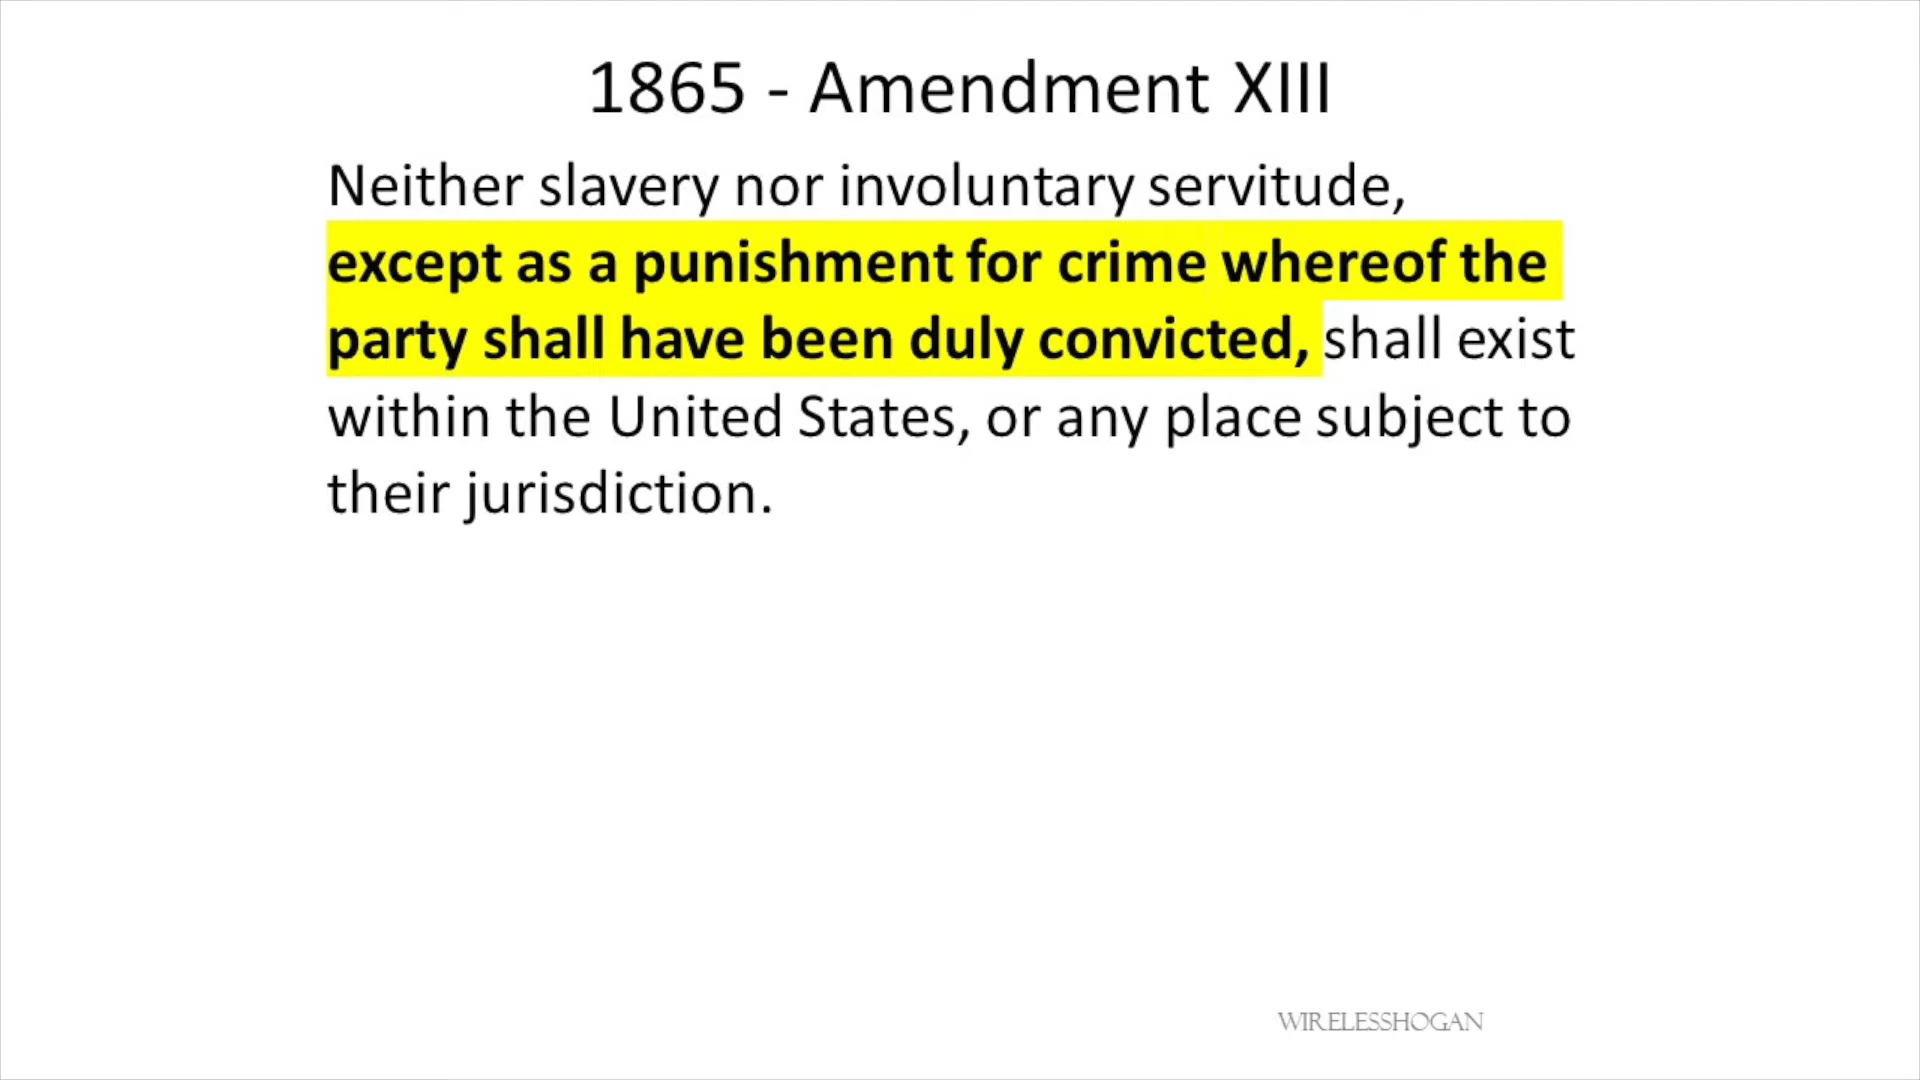 1865 - Amendment XIII
Neither slavery nor involuntary servitude,
except as a punishment for crime whereof the
party shall have been duly convicted, shall exist
within the United States, or any place subject to
their jurisdiction.
WIRELESSHOGAN